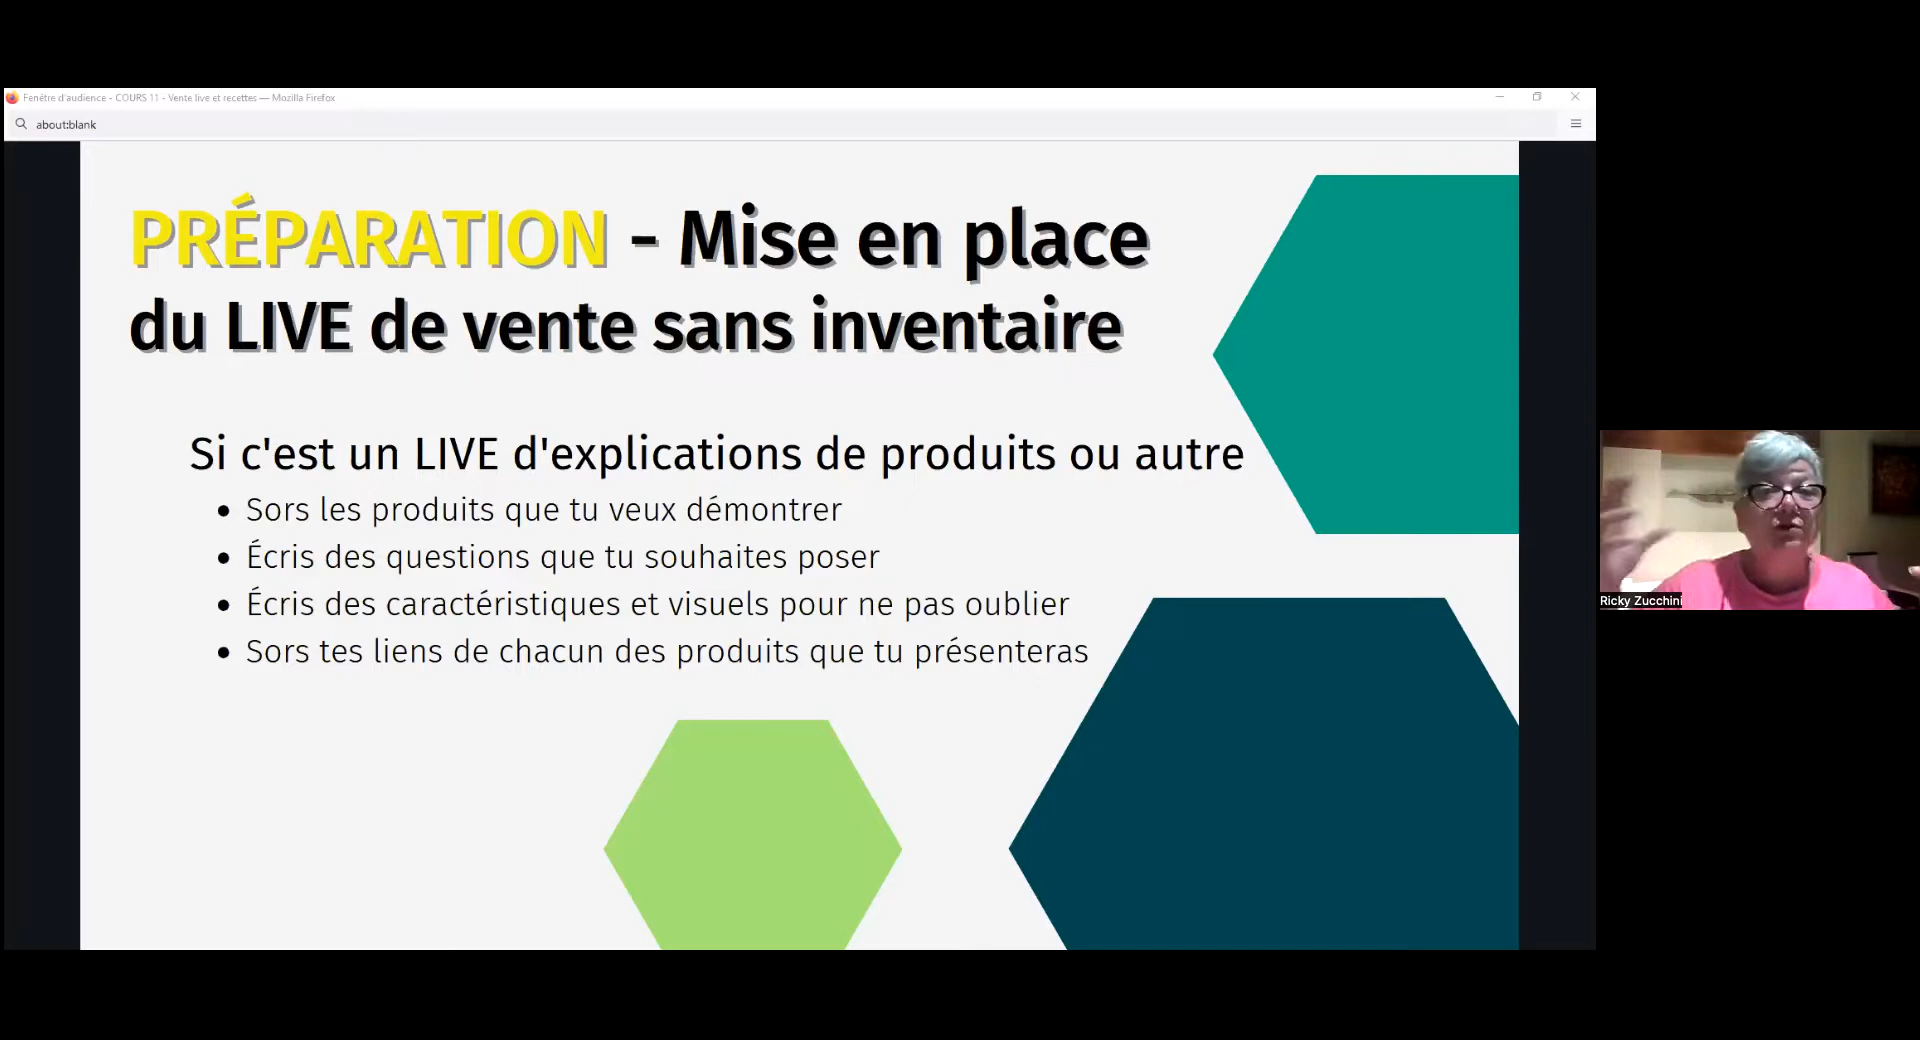 Fenêtre d'audience - COURS 11 - Vente live et recettes — Mozilla Firefox
about:blank
PRÉPARATION - Mise en place
du LIVE de vente sans inventaire
Si c'est un LIVE d'explications de produits ou autre
• Sors les produits que tu veux démontrer
• Écris des questions que tu souhaites poser
• Écris des caractéristiques et visuels pour ne pas oublier
• Sors tes liens de chacun des produits que tu présenteras
Ricky Zucchini